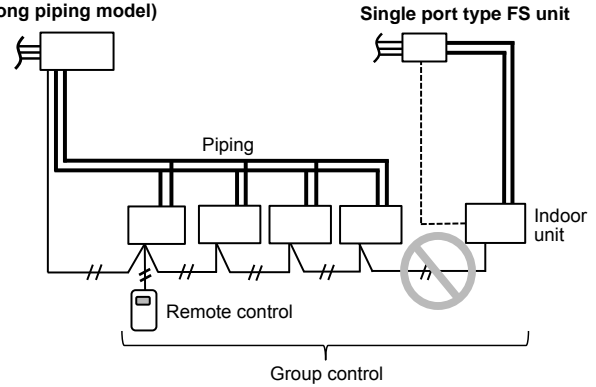 ong piping model)
Single port type FS unit
Piping
Indoor
unit
Remote control
Group control